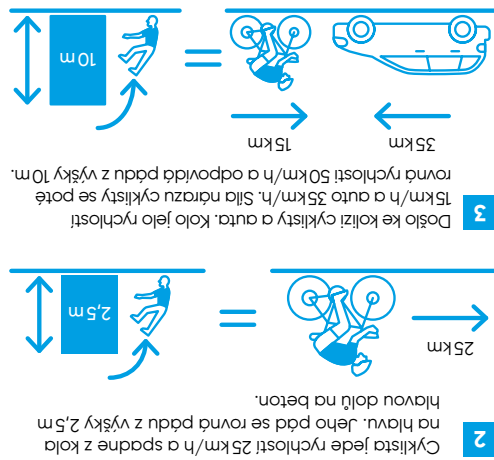 2
Cyklista jede rychlostí 25 km/h a spadne z kola
na hlavu. Jeho pád se rovná pádu z výšky 2,5 m
hlavou dolů na beton.
25 km
2,5 m
3
Došlo ke kolizi cyklisty a auta. Kolo jelo rychlostí
15 km/h a auto 35 km/h. Síla nárazu cyklisty se poté
rovná rychlosti 50 km/h a odpovídá pádu z výšky 10 m.
35 km
15 km
10 m